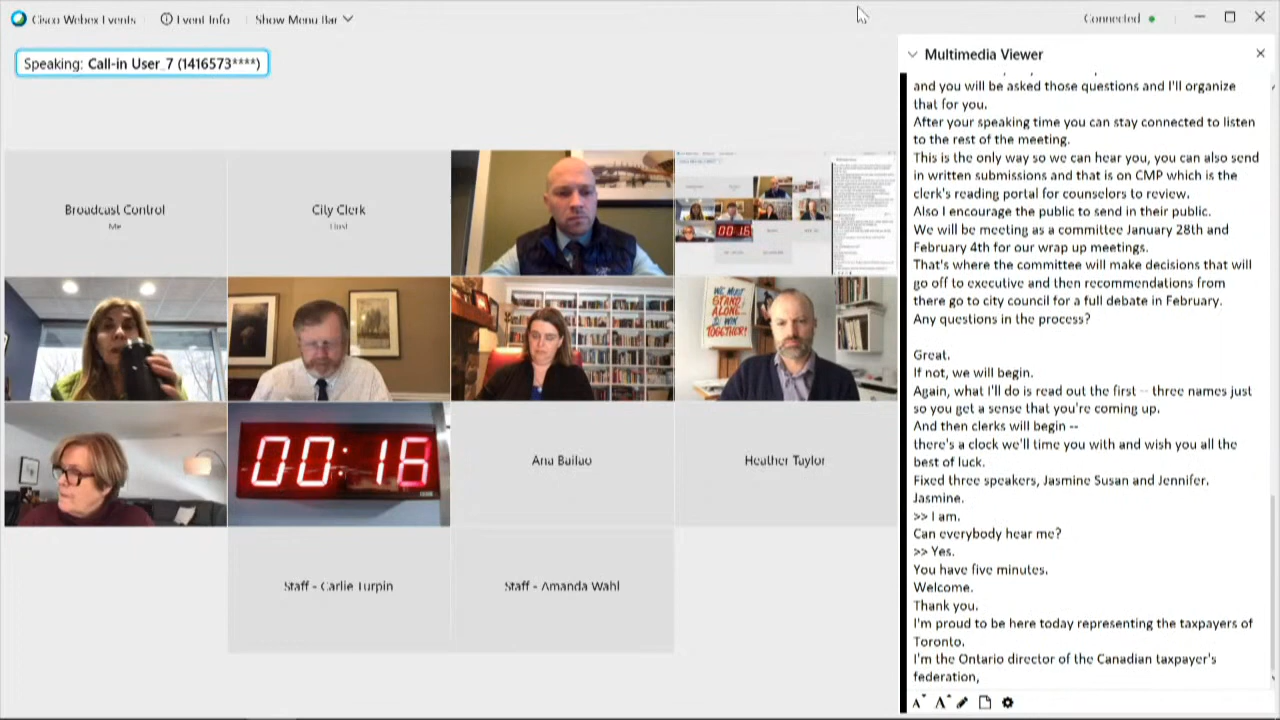 Cisco Webex Events
Event Info
Show Menu Bar
Connected
Speaking: Call-in User_7 (1416573****)
Broadcast Control
Me
City Clerk
Host
00:16
WE MUST
STAND
ALONE...
& WIN
TOGETHER!
00:16
Ana Bailao
Heather Taylor
Staff - Carlie Turpin
Staff - Amanda Wahl
Multimedia Viewer
and you will be asked those questions and I'll organize
that for you.
After your speaking time you can stay connected to listen
to the rest of the meeting.
This is the only way so we can hear you, you can also send
in written submissions and that is on CMP which is the
clerk's reading portal for counselors to review.
Also I encourage the public to send in their public.
We will be meeting as a committee January 28th and
February 4th for our wrap up meetings.
That's where the committee will make decisions that will
go off to executive and then recommendations from
there go to city council for a full debate in February.
Any questions in the process?
Great.
If not, we will begin.
Again, what I'll do is read out the first -- three names just
so you get a sense that you're coming up.
And then clerks will begin --
there's a clock we'll time you with and wish you all the
best of luck.
Fixed three speakers, Jasmine Susan and Jennifer.
Jasmine.
>> I am.
Can everybody hear me?
>> Yes.
You have five minutes.
Welcome.
Thank you.
I'm proud to be here today representing the taxpayers of
Toronto.
I'm the Ontario director of the Canadian taxpayer's
federation,